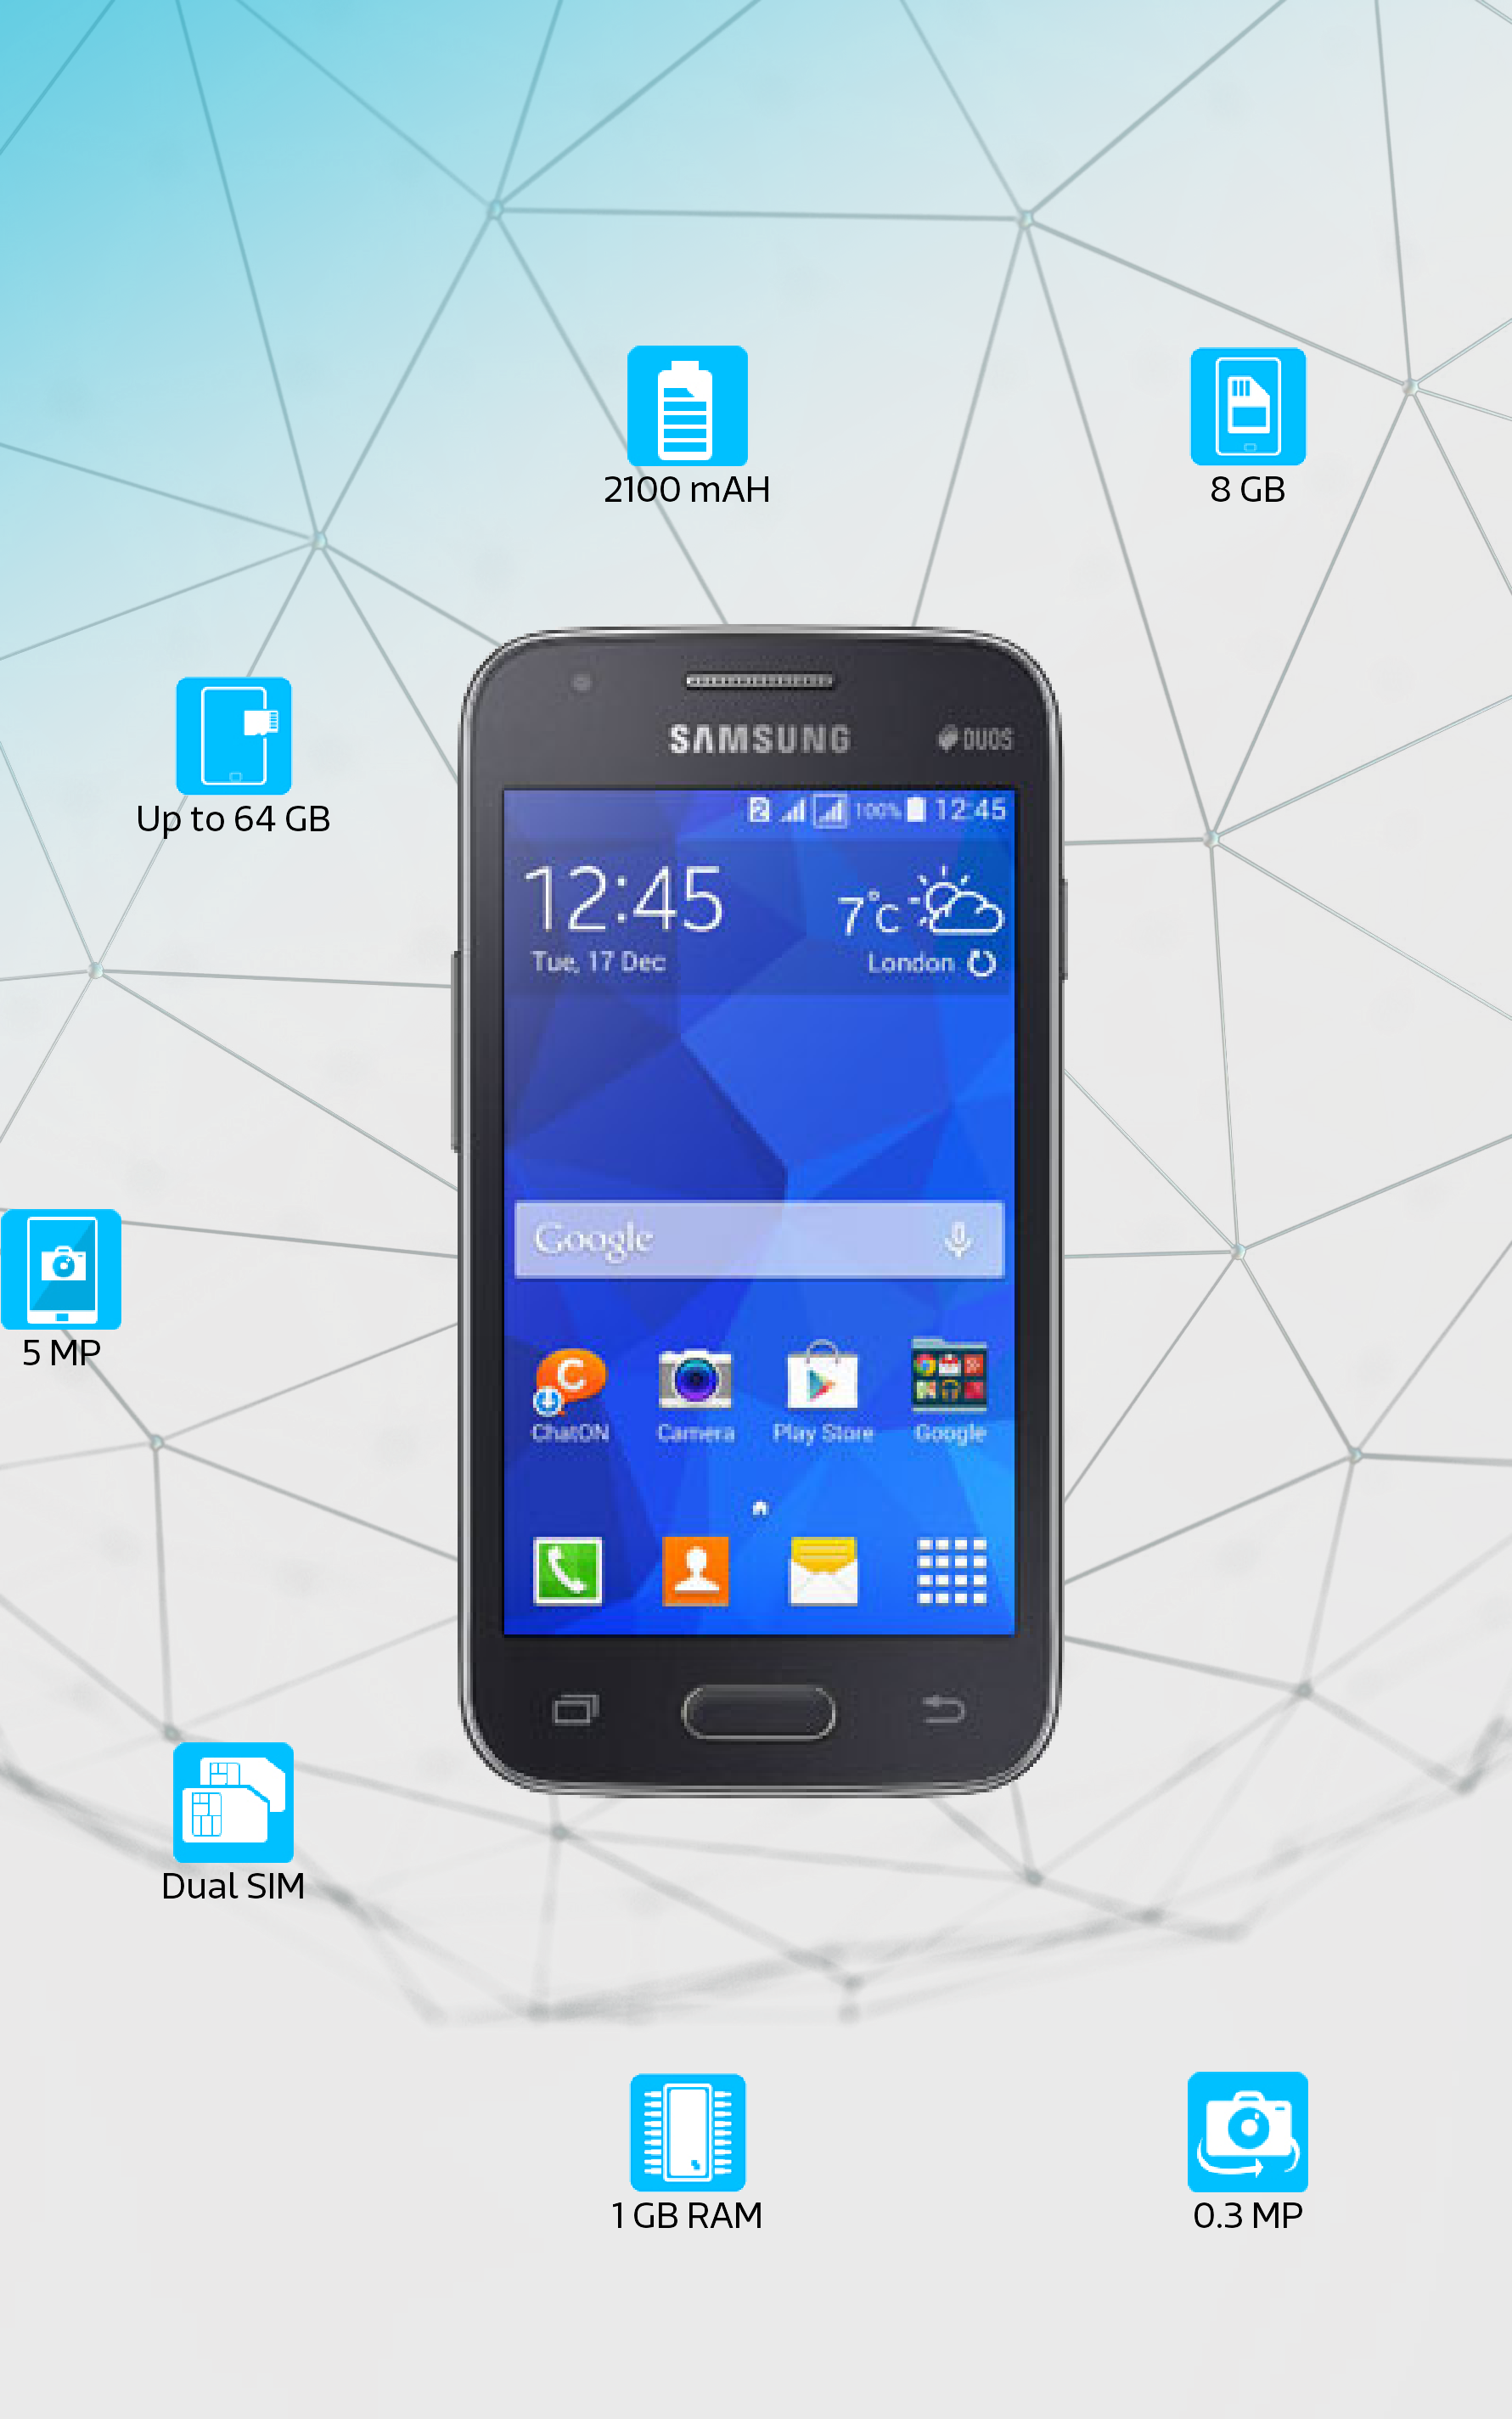 2100 mAH
8 GB
Up to 64 GB
SAMSUNG
DUOS
2 100% 12:45
12:45
7°c
Tue, 17 Dec
London
5 MP
Google
ChatON Camera Play Store Google
Dual SIM
1 GB RAM
0.3 MP